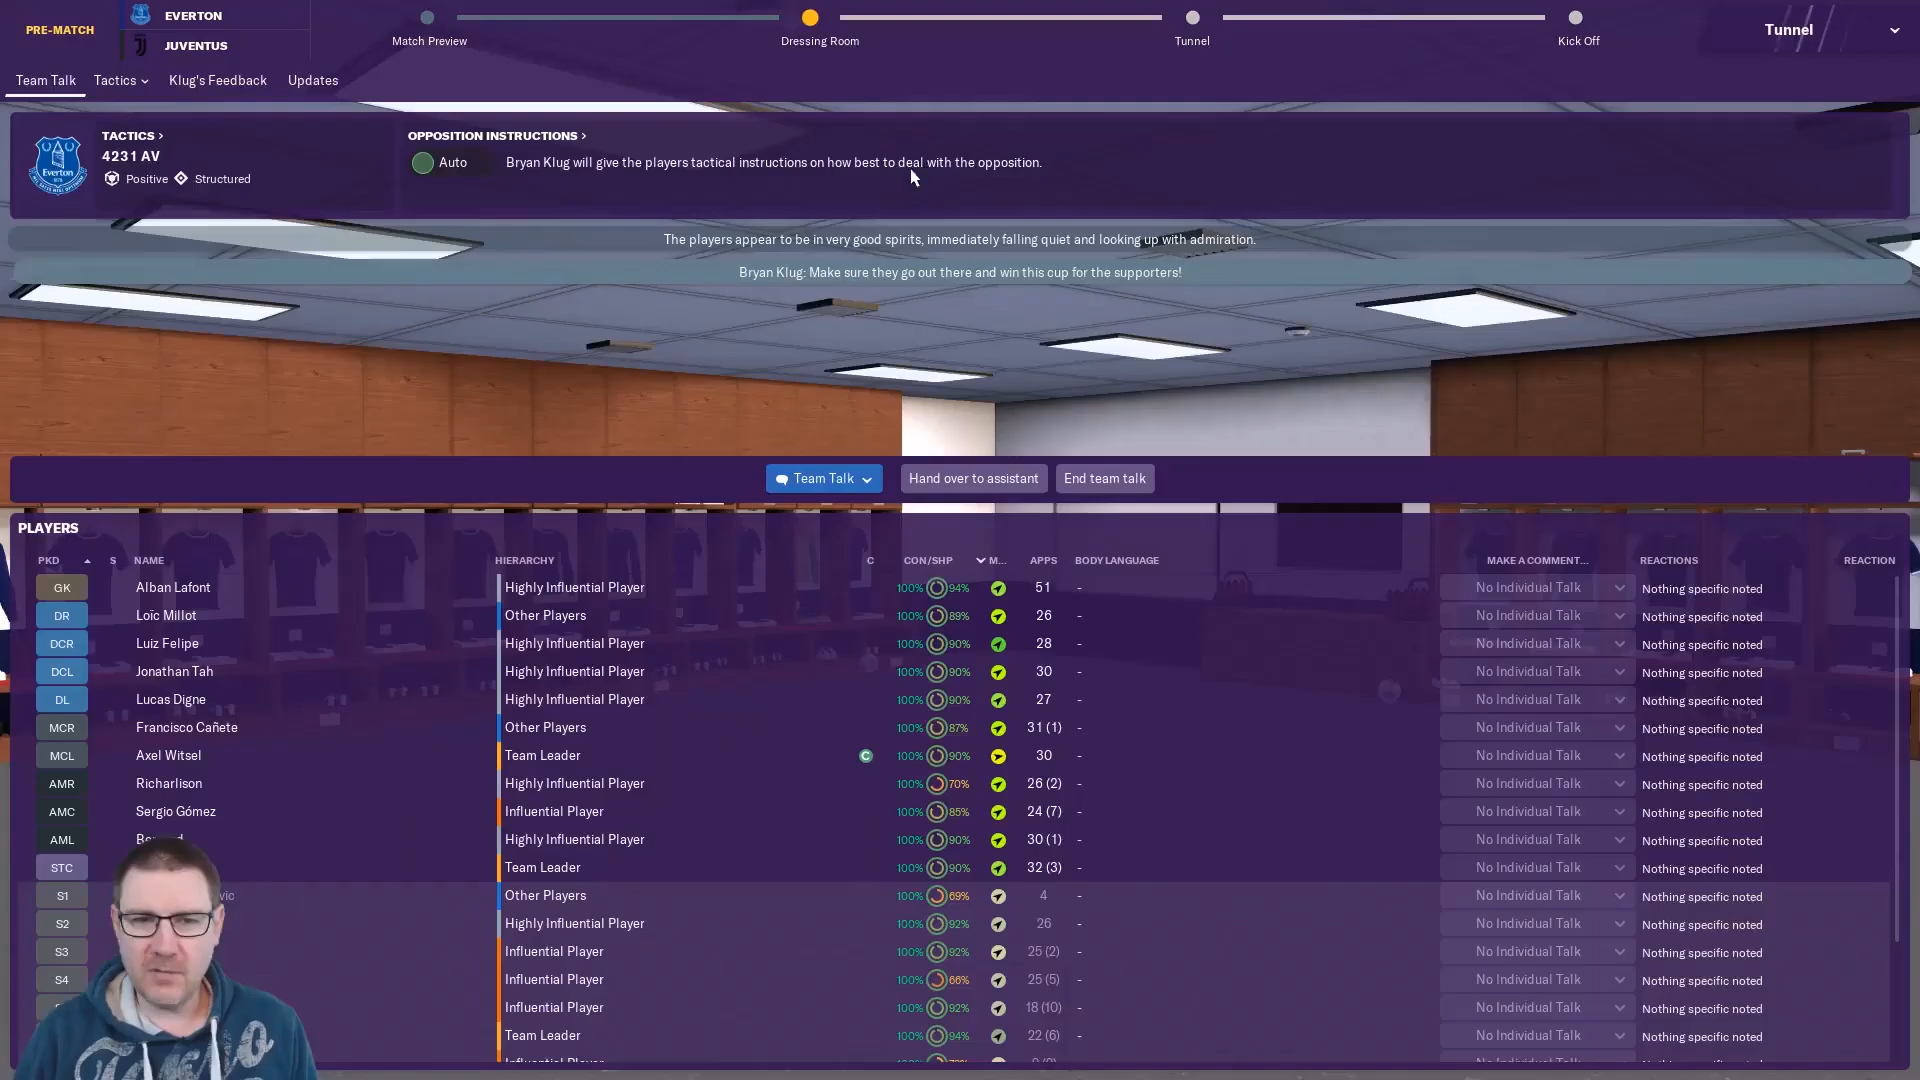 PRE-MATCH
EVERTON
JUVENTUS
Match Preview
Dressing Room
Tunnel
Kick Off
Tunnel
Team Talk
Tactics
Klug's Feedback
Updates
Everton
TACTICS >
4231 AV
Positive
Structured
OPPOSITION INSTRUCTIONS >
Auto
Bryan Klug will give the players tactical instructions on how best to deal with the opposition.
The players appear to be in very good spirits, immediately falling quiet and looking up with admiration.
Bryan Klug: Make sure they go out there and win this cup for the supporters!
Team Talk
Hand over to assistant
End team talk
PLAYERS
PKD S NAME HIERARCHY C CON/SHP M... APPS BODY LANGUAGE MAKE A COMMENT... REACTIONS REACTION
GK Alban Lafont Highly Influential Player 100% 94% 51 - No Individual Talk Nothing specific noted
DR Loïc Millot Other Players 100% 89% 26 - No Individual Talk Nothing specific noted
DCR Luiz Felipe Highly Influential Player 100% 90% 28 - No Individual Talk Nothing specific noted
DCL Jonathan Tah Highly Influential Player 100% 90% 30 - No Individual Talk Nothing specific noted
DL Lucas Digne Highly Influential Player 100% 90% 27 - No Individual Talk Nothing specific noted
MCR Francisco Cañete Other Players 100% 87% 31 (1) - No Individual Talk Nothing specific noted
MCL Axel Witsel Team Leader C 100% 90% 30 - No Individual Talk Nothing specific noted
AMR Richarlison Highly Influential Player 100% 70% 26 (2) - No Individual Talk Nothing specific noted
AMC Sergio Gómez Influential Player 100% 85% 24 (7) - No Individual Talk Nothing specific noted
AML Highly Influential Player 100% 90% 30 (1) - No Individual Talk Nothing specific noted
STC Team Leader 100% 90% 32 (3) - No Individual Talk Nothing specific noted
S1 vic Other Players 100% 69% 4 - No Individual Talk Nothing specific noted
S2 Highly Influential Player 100% 92% 26 - No Individual Talk Nothing specific noted
S3 Influential Player 100% 92% 25 (2) - No Individual Talk Nothing specific noted
S4 Influential Player 100% 66% 25 (5) - No Individual Talk Nothing specific noted
Influential Player 100% 92% 18 (10) - No Individual Talk Nothing specific noted
Team Leader 100% 94% 22 (6) - No Individual Talk Nothing specific noted